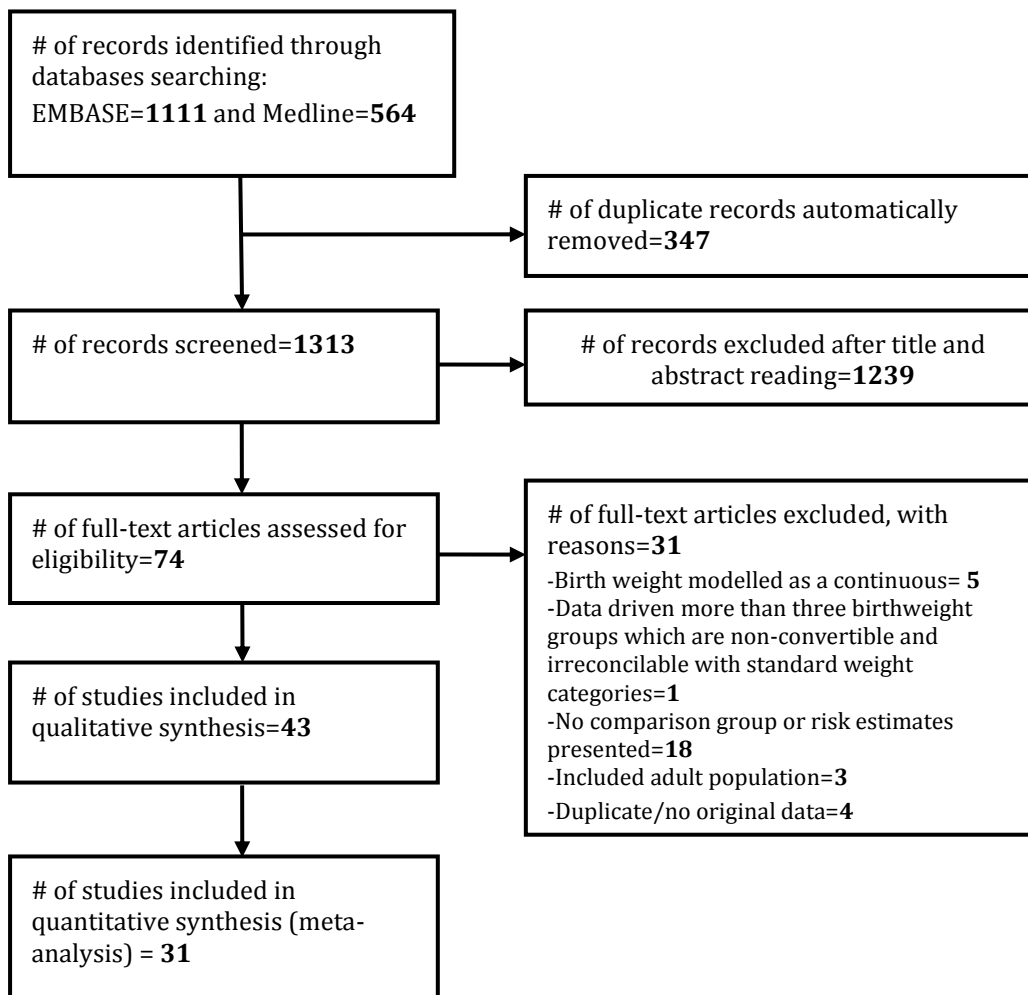 # of records identified through
databases searching:
EMBASE=1111 and Medline=564
# of duplicate records automatically
removed=347
# of records screened=1313
# of records excluded after title and
abstract reading=1239
# of full-text articles assessed for
eligibility=74
# of full-text articles excluded, with
reasons=31
-Birth weight modelled as a continuous= 5
-Data driven more than three birthweight
groups which are non-convertible and
irreconcilable with standard weight
categories=1
-No comparison group or risk estimates
presented=18
-Included adult population=3
-Duplicate/no original data=4
# of studies included in
qualitative synthesis=43
# of studies included in
quantitative synthesis (meta-
analysis) = 31